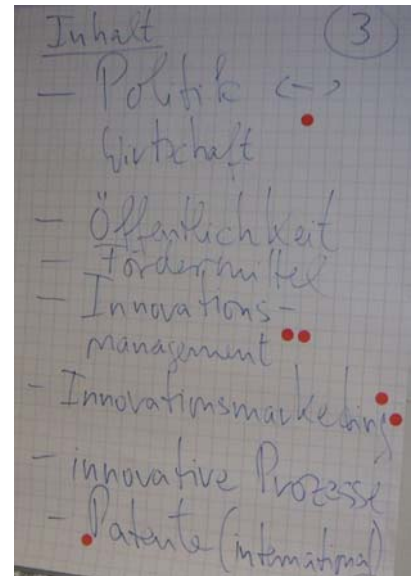 Inhalt 3
- Politik <->
Wirtschaft
- Öffentlichkeit
- Fördermittel
- Innovations-
management
- Innovationsmarketing
- innovative Prozesse
- Patente (international)